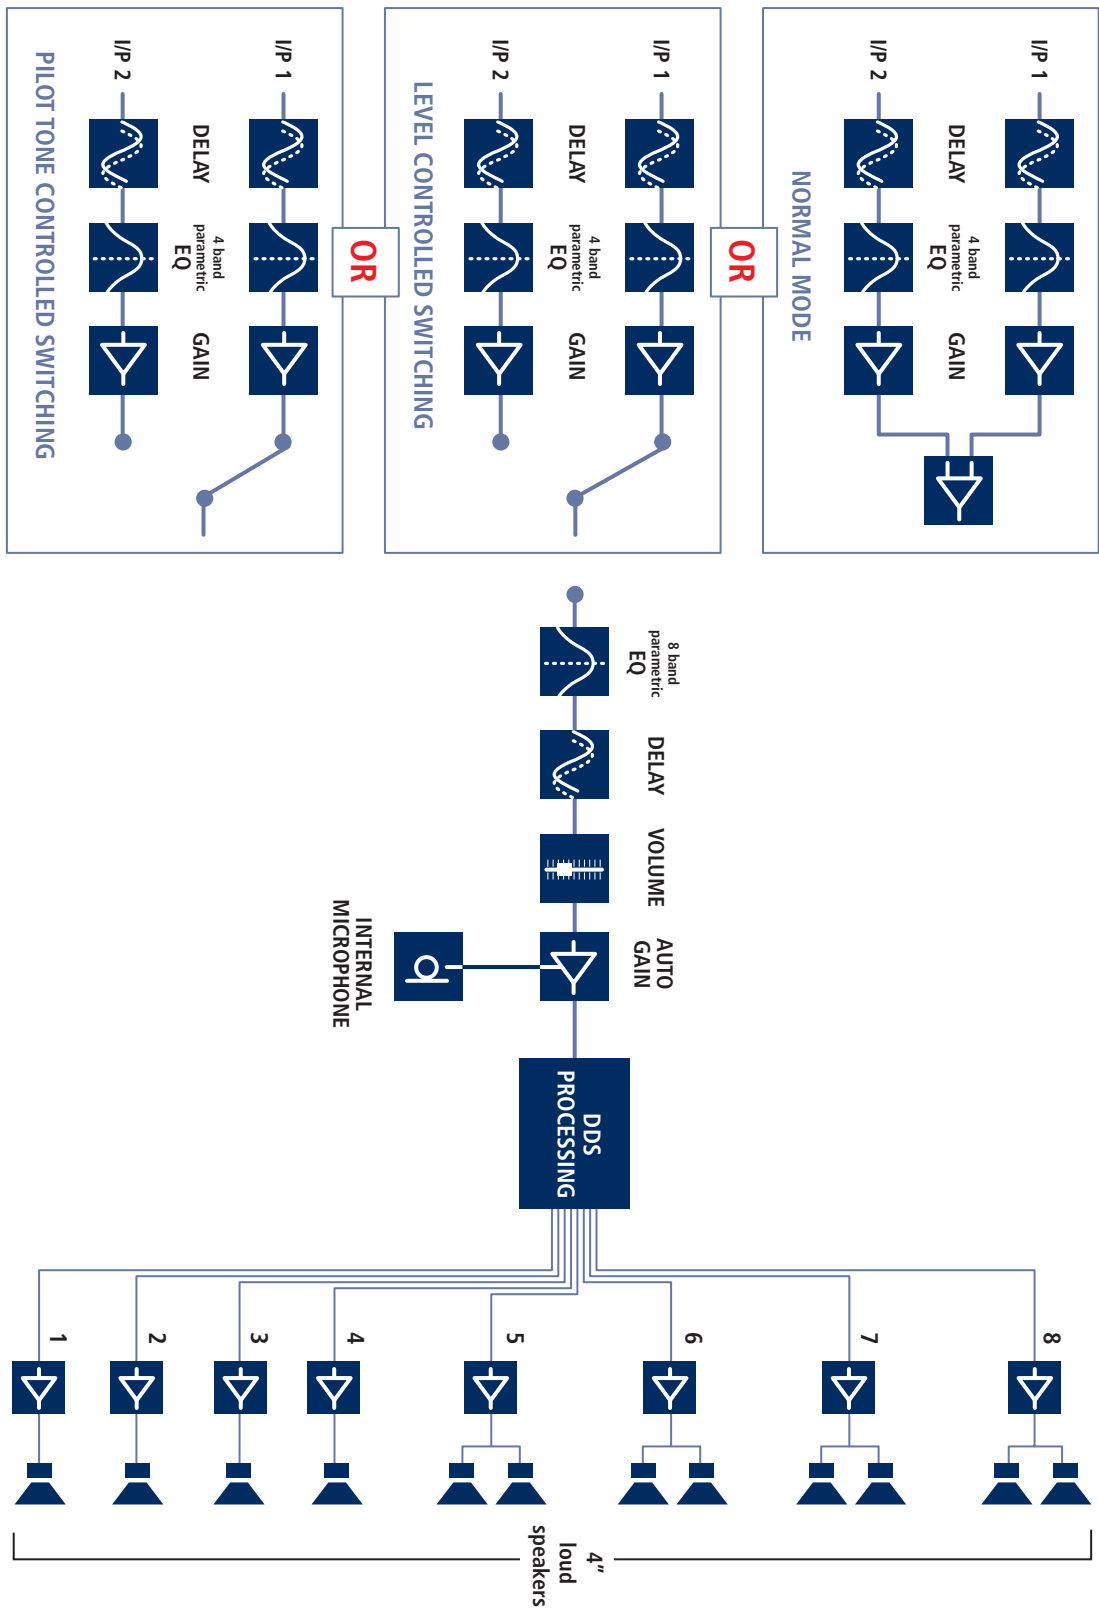 I/P 1
DELAY
4 band
parametric
EQ
GAIN
I/P 2
NORMAL MODE
OR
I/P 1
DELAY
4 band
parametric
EQ
GAIN
I/P 2
LEVEL CONTROLLED SWITCHING
OR
I/P 1
DELAY
4 band
parametric
EQ
GAIN
I/P 2
PILOT TONE CONTROLLED SWITCHING
8 band
parametric
EQ
DELAY
VOLUME
AUTO
GAIN
INTERNAL
MICROPHONE
DDS
PROCESSING
8
7
6
5
4
3
2
1
4"
loud
speakers